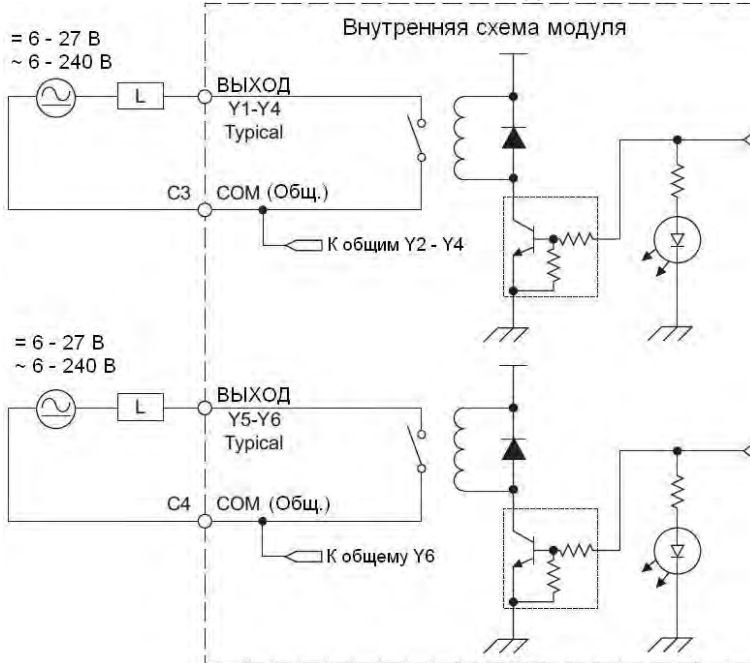 Внутренняя схема модуля
= 6 - 27 В
~ 6 - 240 В
L
ВЫХОД
Y1-Y4
Typical
C3
COM (Общ.)
К общим Y2 - Y4
= 6 - 27 В
~ 6 - 240 В
L
ВЫХОД
Y5-Y6
Typical
C4
COM (Общ.)
К общему Y6